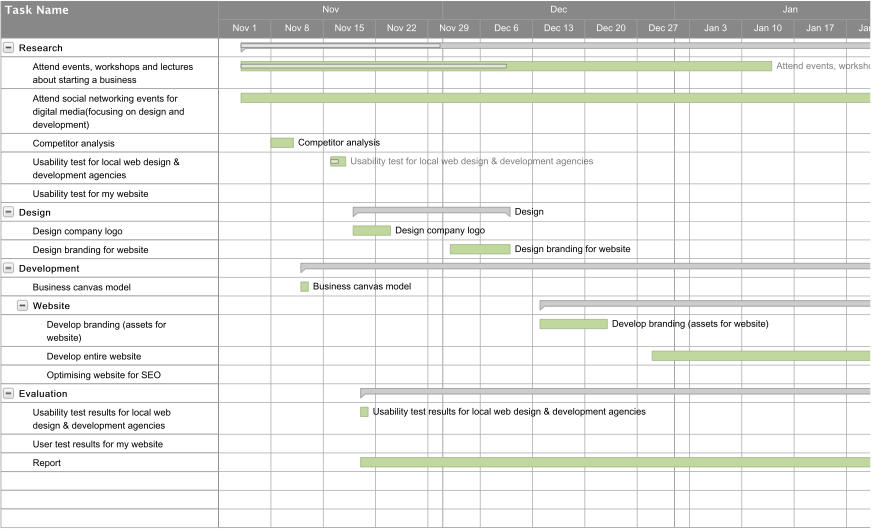 Task Name
Nov Dec Jan
Nov 1 Nov 8 Nov 15 Nov 22 Nov 29 Dec 6 Dec 13 Dec 20 Dec 27 Jan 3 Jan 10 Jan 17 Jan
Research
Attend events, workshops and lectures
about starting a business
Attend events, worksho
Attend social networking events for
digital media(focusing on design and
development)
Competitor analysis Competitor analysis
Usability test for local web design &
development agencies
Usability test for local web design & development agencies
Usability test for my website
Design Design
Design company logo Design company logo
Design branding for website Design branding for website
Development
Business canvas model Business canvas model
Website
Develop branding (assets for
website)
Develop branding (assets for website)
Develop entire website
Optimising website for SEO
Evaluation
Usability test results for local web
design & development agencies
Usability test results for local web design & development agencies
User test results for my website
Report